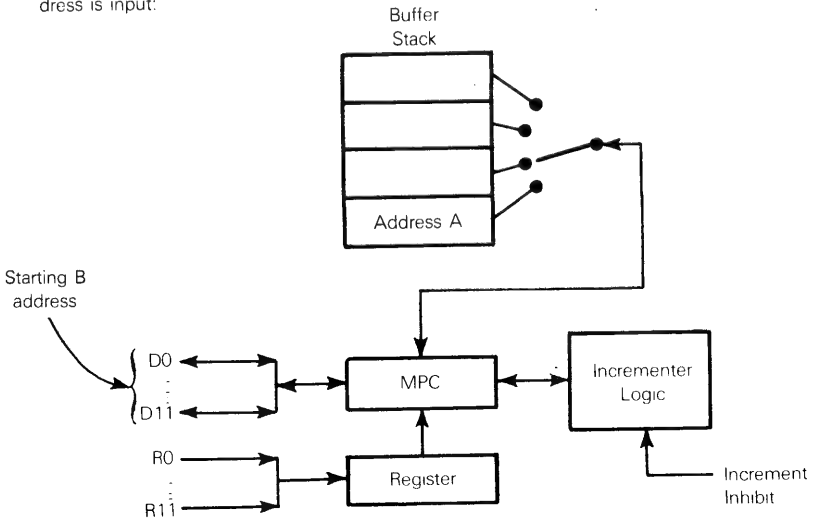 dress is input:
Buffer
Stack
Address A
Starting B
address
D0
D11
MPC
Incrementer
Logic
R0
R11
Register
Increment
Inhibit